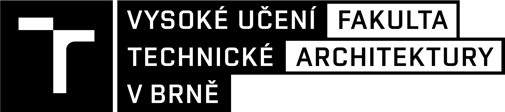 VYSOKÉ UČENÍ FAKULTA
TECHNICKÉ ARCHITEKTURY
V BRNĚ